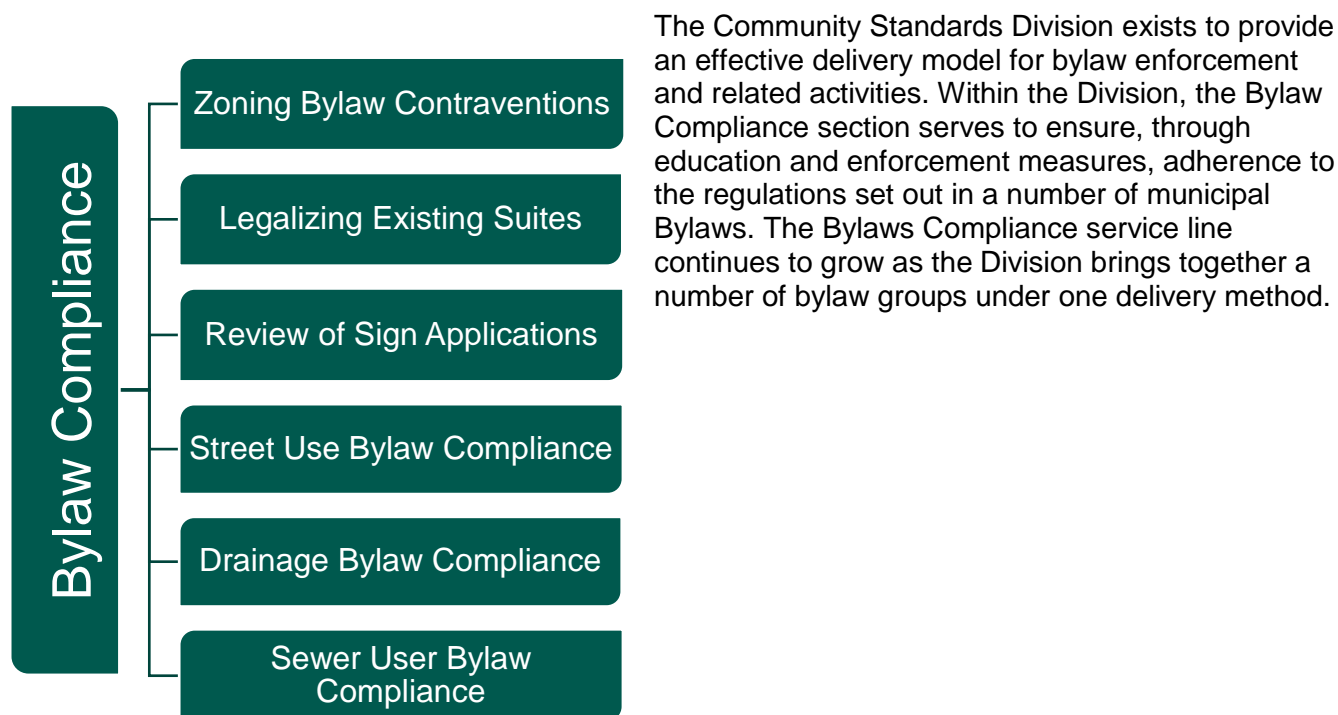 Bylaw Compliance
Zoning Bylaw Contraventions
Legalizing Existing Suites
Review of Sign Applications
Street Use Bylaw Compliance
Drainage Bylaw Compliance
Sewer User Bylaw
Compliance
The Community Standards Division exists to provide
an effective delivery model for bylaw enforcement
and related activities. Within the Division, the Bylaw
Compliance section serves to ensure, through
education and enforcement measures, adherence to
the regulations set out in a number of municipal
Bylaws. The Bylaws Compliance service line
continues to grow as the Division brings together a
number of bylaw groups under one delivery method.